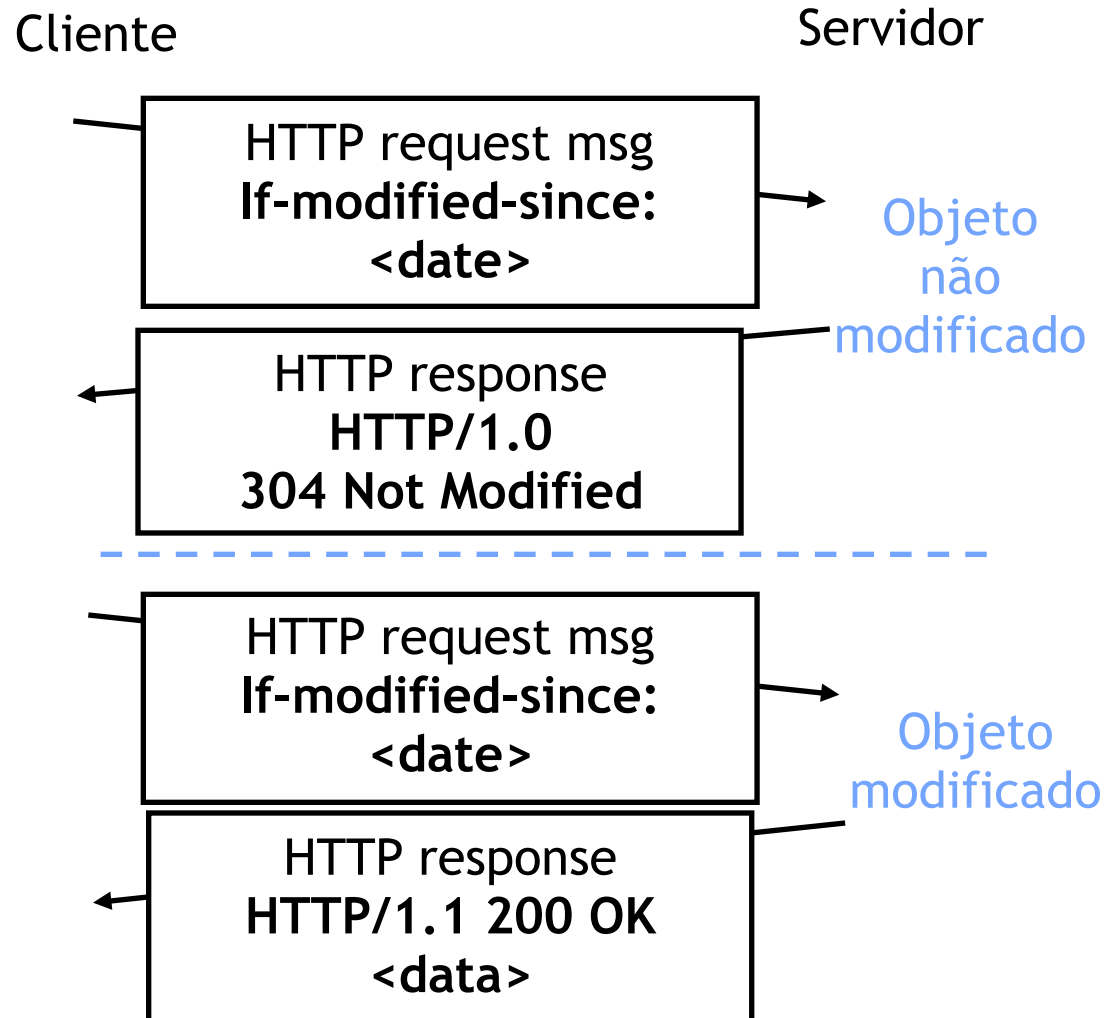 Cliente
Servidor
HTTP request msg
If-modified-since:
<date>
Objeto
não
modificado
HTTP response
HTTP/1.0
304 Not Modified
HTTP request msg
If-modified-since:
<date>
Objeto
modificado
HTTP response
HTTP/1.1 200 OK
<data>